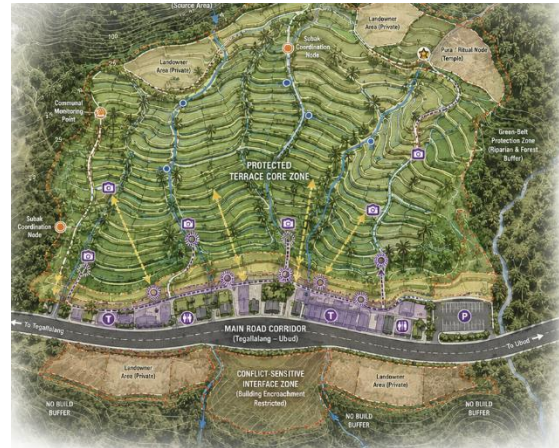 (Source Area)
Landowner
Area (Private)
Landowner
Area (Private)
Subak
Coordination
Node
Pura / Ritual Node
(Temple)
Communal
Monitoring
Point
Green-Belt
Protection Zone
(Riparian & Forest
Buffer)
PROTECTED
TERRACE CORE ZONE
Subak
Coordination
Node
T
T
P
To Tegallalang
MAIN ROAD CORRIDOR
(Tegallalang – Ubud)
To Ubud
Landowner
Area (Private)
CONFLICT-SENSITIVE
INTERFACE ZONE
(Building Encroachment
Restricted)
Landowner
Area (Private)
NO BUILD
BUFFER
NO BUILD
BUFFER
NO BUILD
BUFFER